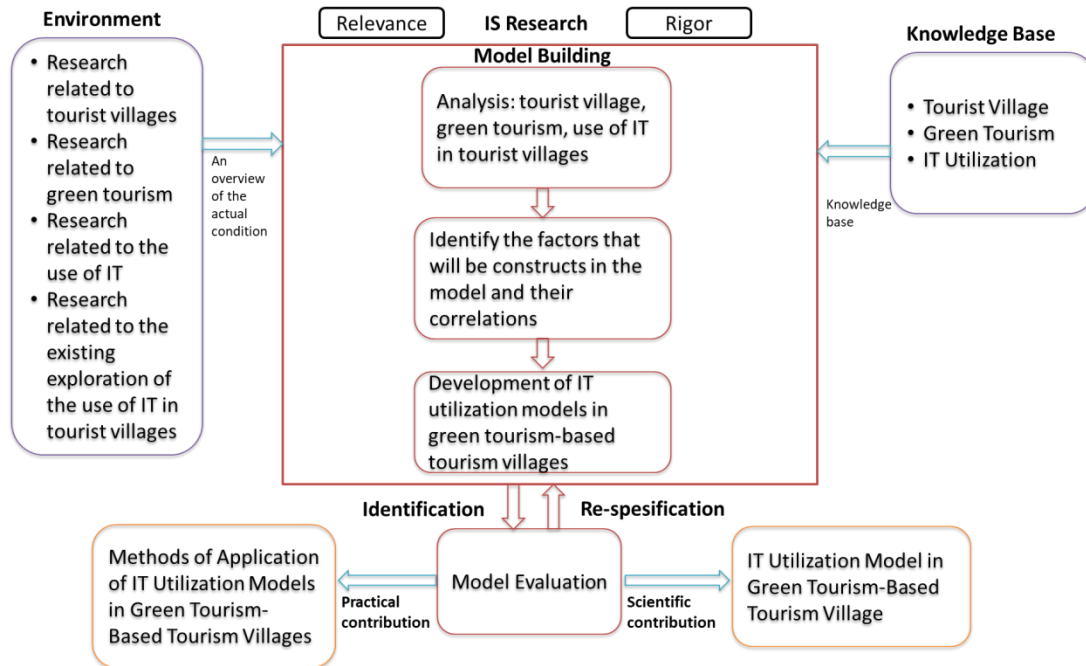 Environment
• Research
related to
tourist villages
• Research
related to
green tourism
• Research
related to the
use of IT
• Research
related to the
existing
exploration of
the use of IT in
tourist villages
An
overview
of the
actual
condition
Relevance
IS Research
Rigor
Model Building
Analysis: tourist village,
green tourism, use of IT
in tourist villages
Identify the factors that
will be constructs in the
model and their
correlations
Development of IT
utilization models in
green tourism-based
tourism villages
Knowledge Base
• Tourist Village
• Green Tourism
• IT Utilization
Knowledge
base
Identification
Re-spesification
Model Evaluation
Practical
contribution
Methods of Application
of IT Utilization Models
in Green Tourism-
Based Tourism Villages
Scientific
contribution
IT Utilization Model in
Green Tourism-Based
Tourism Village